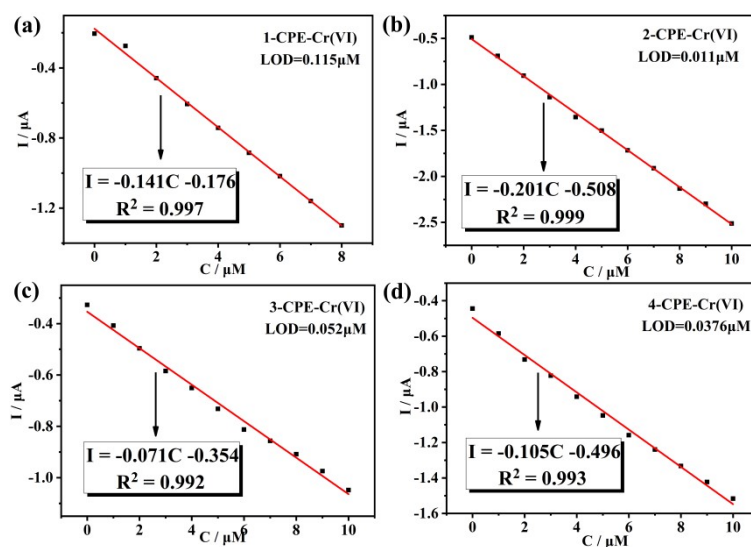 (a)
1-CPE-Cr(VI)
LOD=0.115μM
I / μA
-0.4
-0.8
-1.2
I = -0.141C -0.176
R² = 0.997
0 2 4 6 8
C / μM
(b)
2-CPE-Cr(VI)
LOD=0.011μM
I / μA
-0.5
-1.0
-1.5
-2.0
-2.5
I = -0.201C -0.508
R² = 0.999
0 2 4 6 8 10
C / μM
(c)
3-CPE-Cr(VI)
LOD=0.052μM
I / μA
-0.4
-0.6
-0.8
-1.0
I = -0.071C -0.354
R² = 0.992
0 2 4 6 8 10
C / μM
(d)
4-CPE-Cr(VI)
LOD=0.0376μM
I / μA
-0.4
-0.6
-0.8
-1.0
-1.2
-1.4
-1.6
I = -0.105C -0.496
R² = 0.993
0 2 4 6 8 10
C / μM